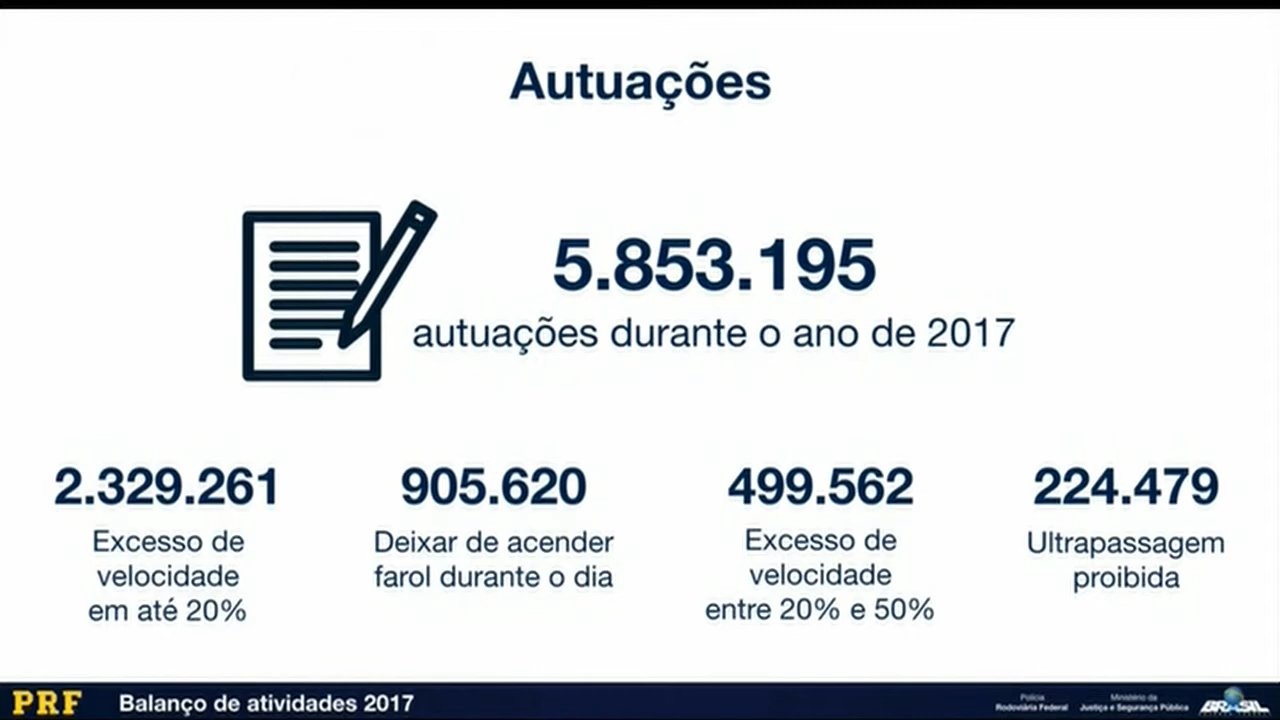 Autuações
5.853.195
autuações durante o ano de 2017
2.329.261
Excesso de
velocidade
em até 20%
905.620
Deixar de acender
farol durante o dia
499.562
Excesso de
velocidade
entre 20% e 50%
224.479
Ultrapassagem
proibida
PRF
Balanço de atividades 2017
Polícia
Rodoviária Federal
Ministério da
Justiça e Segurança Pública
BRASIL